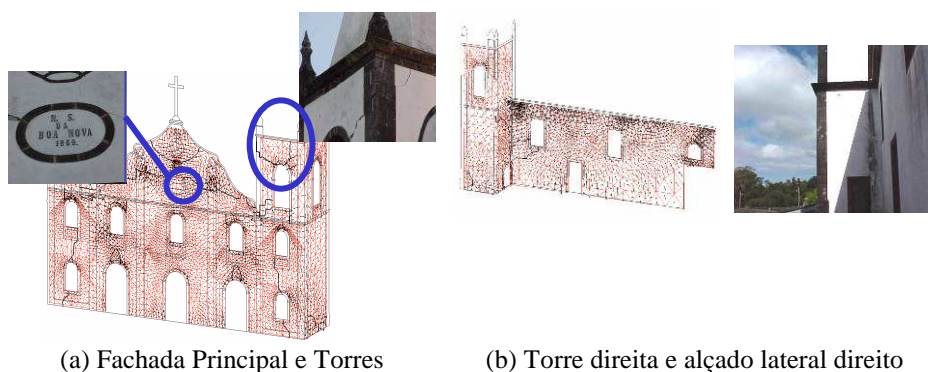 N. S.
DA
BOA NOVA
1869.
(a) Fachada Principal e Torres
(b) Torre direita e alçado lateral direito